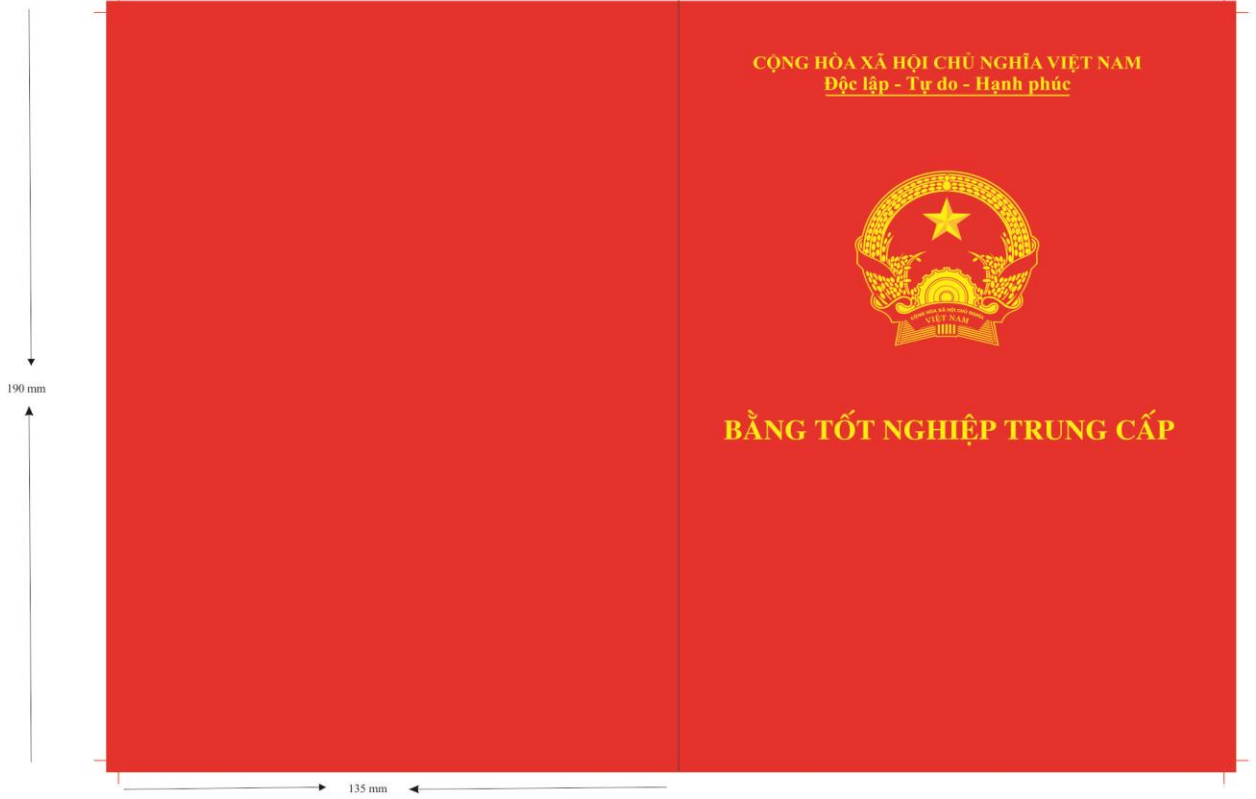 CỘNG HÒA XÃ HỘI CHỦ NGHĨA VIỆT NAM
Độc lập - Tự do - Hạnh phúc
CỘNG HÒA XÃ HỘI CHỦ NGHĨA
VIỆT NAM
190 mm
BẰNG TỐT NGHIỆP TRUNG CẤP
135 mm